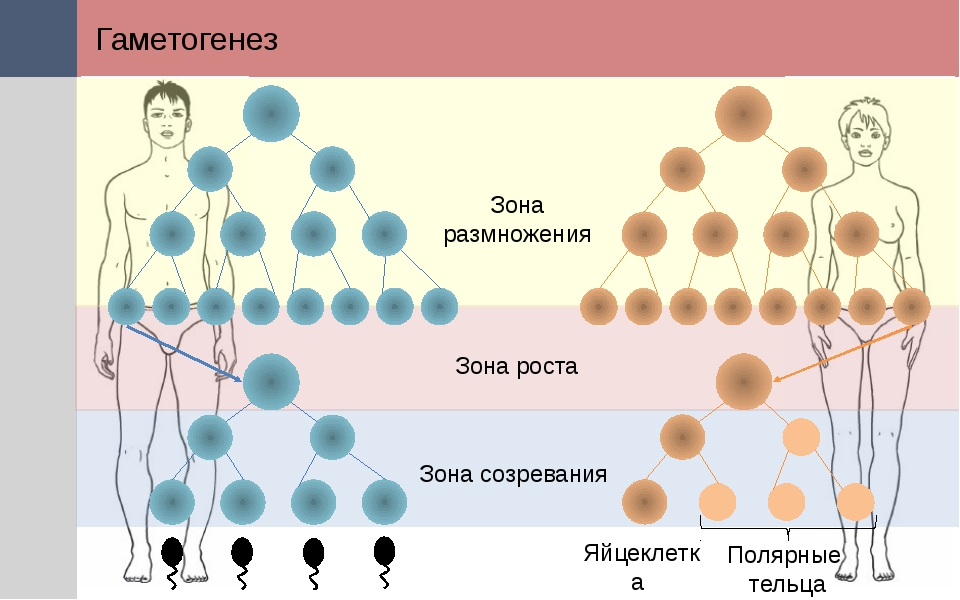 Гаметогенез
Зона
размножения
Зона роста
Зона созревания
Яйцеклетк
а
Полярные
тельца